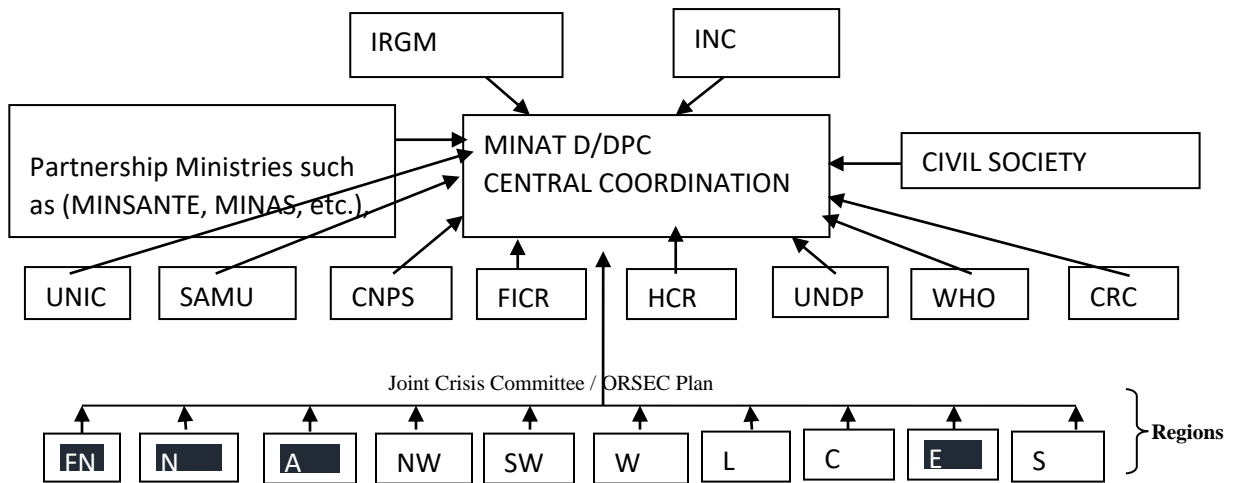 IRGM
INC
Partnership Ministries such
as (MINSANTE, MINAS, etc.),
MINAT D/DPC
CENTRAL COORDINATION
CIVIL SOCIETY
UNIC
SAMU
CNPS
FICR
HCR
UNDP
WHO
CRC
Joint Crisis Committee / ORSEC Plan
FN
N
A
NW
SW
W
L
C
E
S
Regions